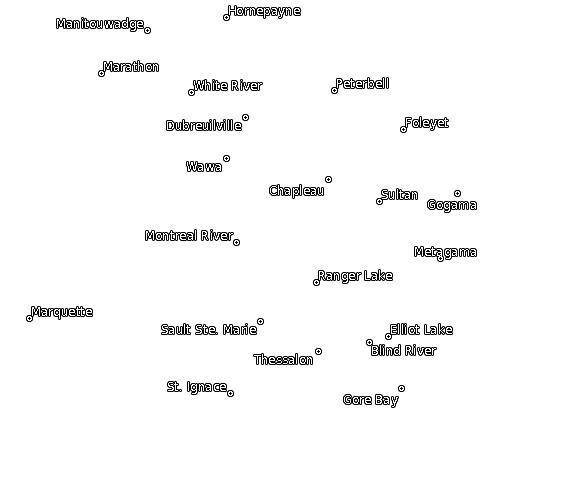 Hornepayne
Manitouwadge
Marathon
White River
Peterbell
Dubreuilville
Foleyet
Wawa
Chapleau
Sultan
Gogama
Montreal River
Metagama
Ranger Lake
Marquette
Sault Ste. Marie
Elliot Lake
Blind River
Thessalon
St. Ignace
Gore Bay